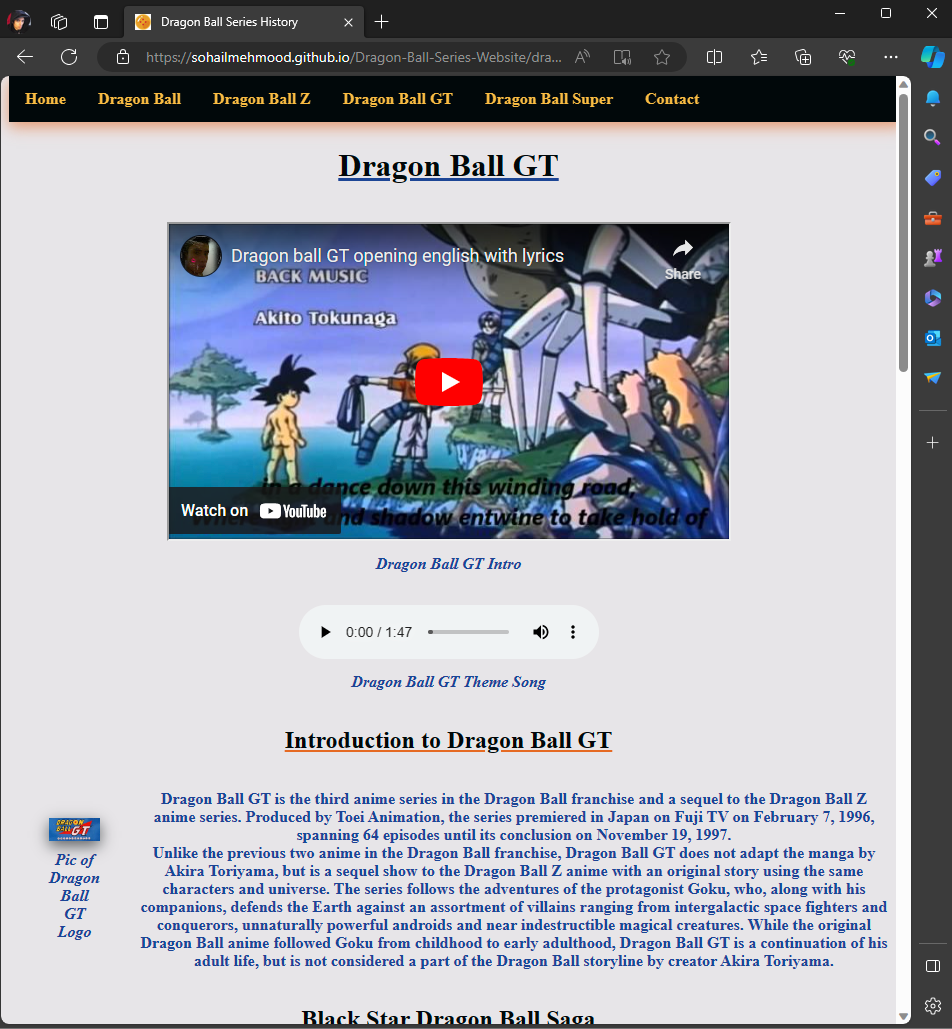 Dragon Ball Series History
https://sohailmehmood.github.io/Dragon-Ball-Series-Website/dra...
Home
Dragon Ball
Dragon Ball Z
Dragon Ball GT
Dragon Ball Super
Contact
Dragon Ball GT
Dragon ball GT opening english with lyrics
Share
BACK MUSIC
Akito Tokunaga
in a dance down this winding road,
Where light and shadow entwine to take hold of
Watch on YouTube
Dragon Ball GT Intro
0:00 / 1:47
Dragon Ball GT Theme Song
Introduction to Dragon Ball GT
DRAGON
BALL GT
Pic of
Dragon
Ball
GT
Logo
Dragon Ball GT is the third anime series in the Dragon Ball franchise and a sequel to the Dragon Ball Z
anime series. Produced by Toei Animation, the series premiered in Japan on Fuji TV on February 7, 1996,
spanning 64 episodes until its conclusion on November 19, 1997.
Unlike the previous two anime in the Dragon Ball franchise, Dragon Ball GT does not adapt the manga by
Akira Toriyama, but is a sequel show to the Dragon Ball Z anime with an original story using the same
characters and universe. The series follows the adventures of the protagonist Goku, who, along with his
companions, defends the Earth against an assortment of villains ranging from intergalactic space fighters and
conquerors, unnaturally powerful androids and near indestructible magical creatures. While the original
Dragon Ball anime followed Goku from childhood to early adulthood, Dragon Ball GT is a continuation of his
adult life, but is not considered a part of the Dragon Ball storyline by creator Akira Toriyama.
Black Star Dragon Ball Saga